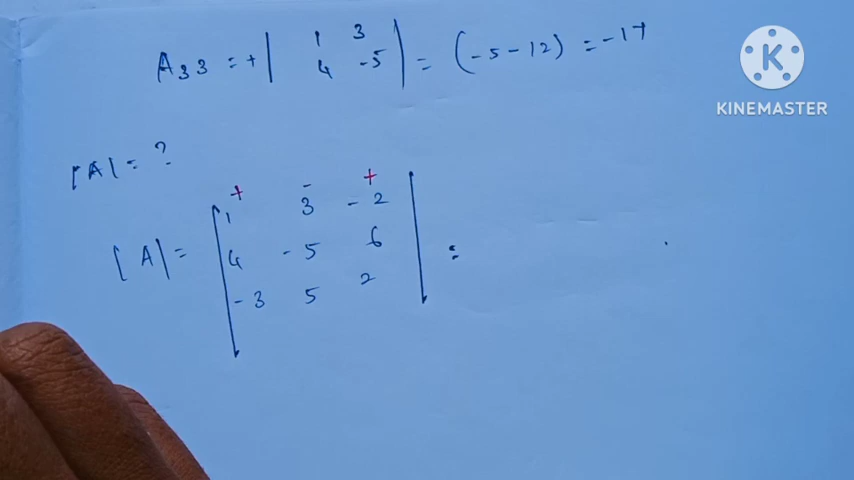 A33 = + | 1 3 | = (-5-12) = -17
4 -5
K
KINEMASTER
|A| = ?
+ - +
|A| = | 1 3 -2 | =
4 -5 6
-3 5 2